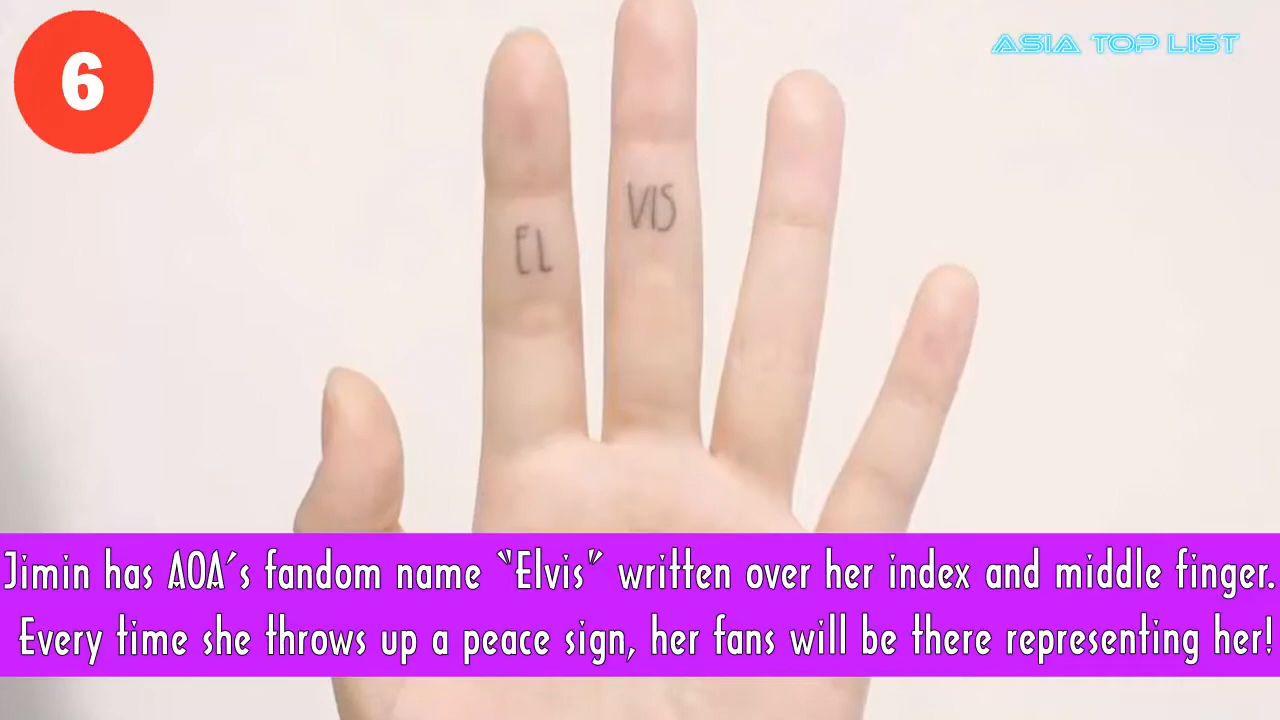 6
ASIA TOP LIST
EL
VIS
Jimin has AOA's fandom name "Elvis" written over her index and middle finger.
Every time she throws up a peace sign, her fans will be there representing her!